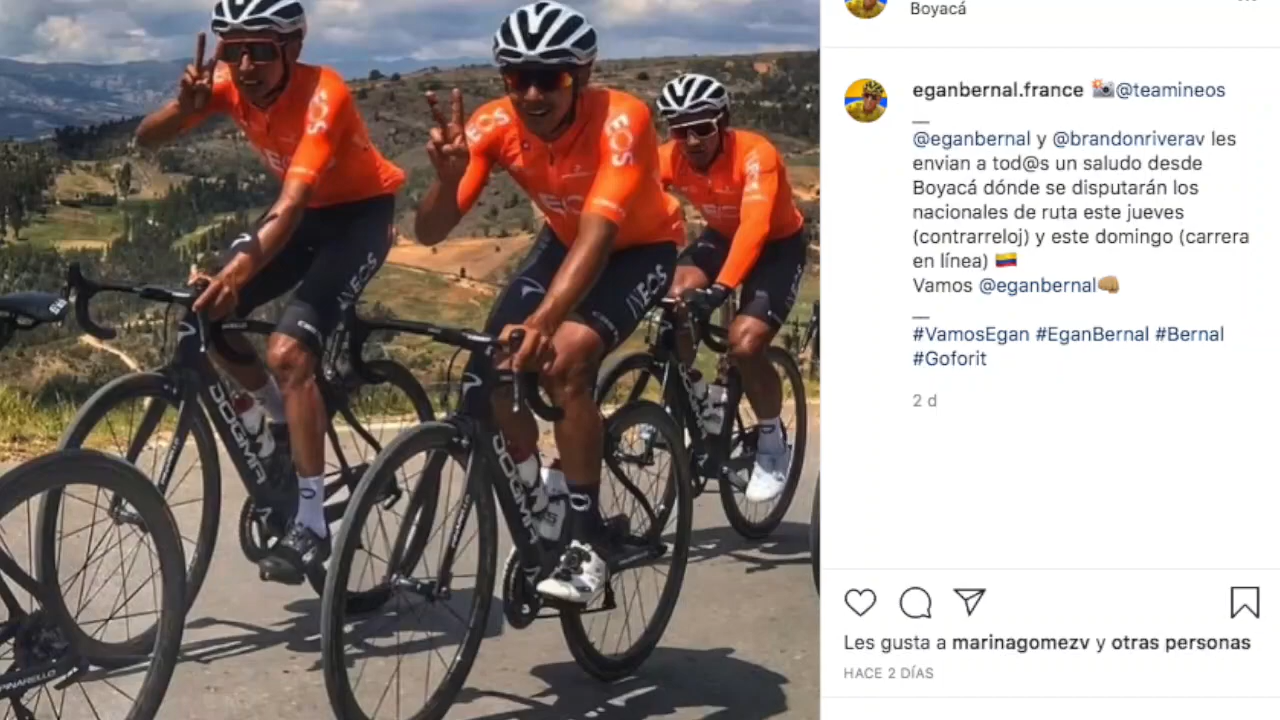 Boyacá
eganbernal.france @teamineos
—
@eganbernal y @brandonriverav les
envian a tod@s un saludo desde
Boyacá dónde se disputarán los
nacionales de ruta este jueves
(contrarreloj) y este domingo (carrera
en línea)
Vamos @eganbernal
—
#VamosEgan #EganBernal #Bernal
#Goforit
2 d
Les gusta a marinagomezv y otras personas
HACE 2 DÍAS
INEOS
EOS
INEOS
DOGMA
DOGMA
PINARELLO